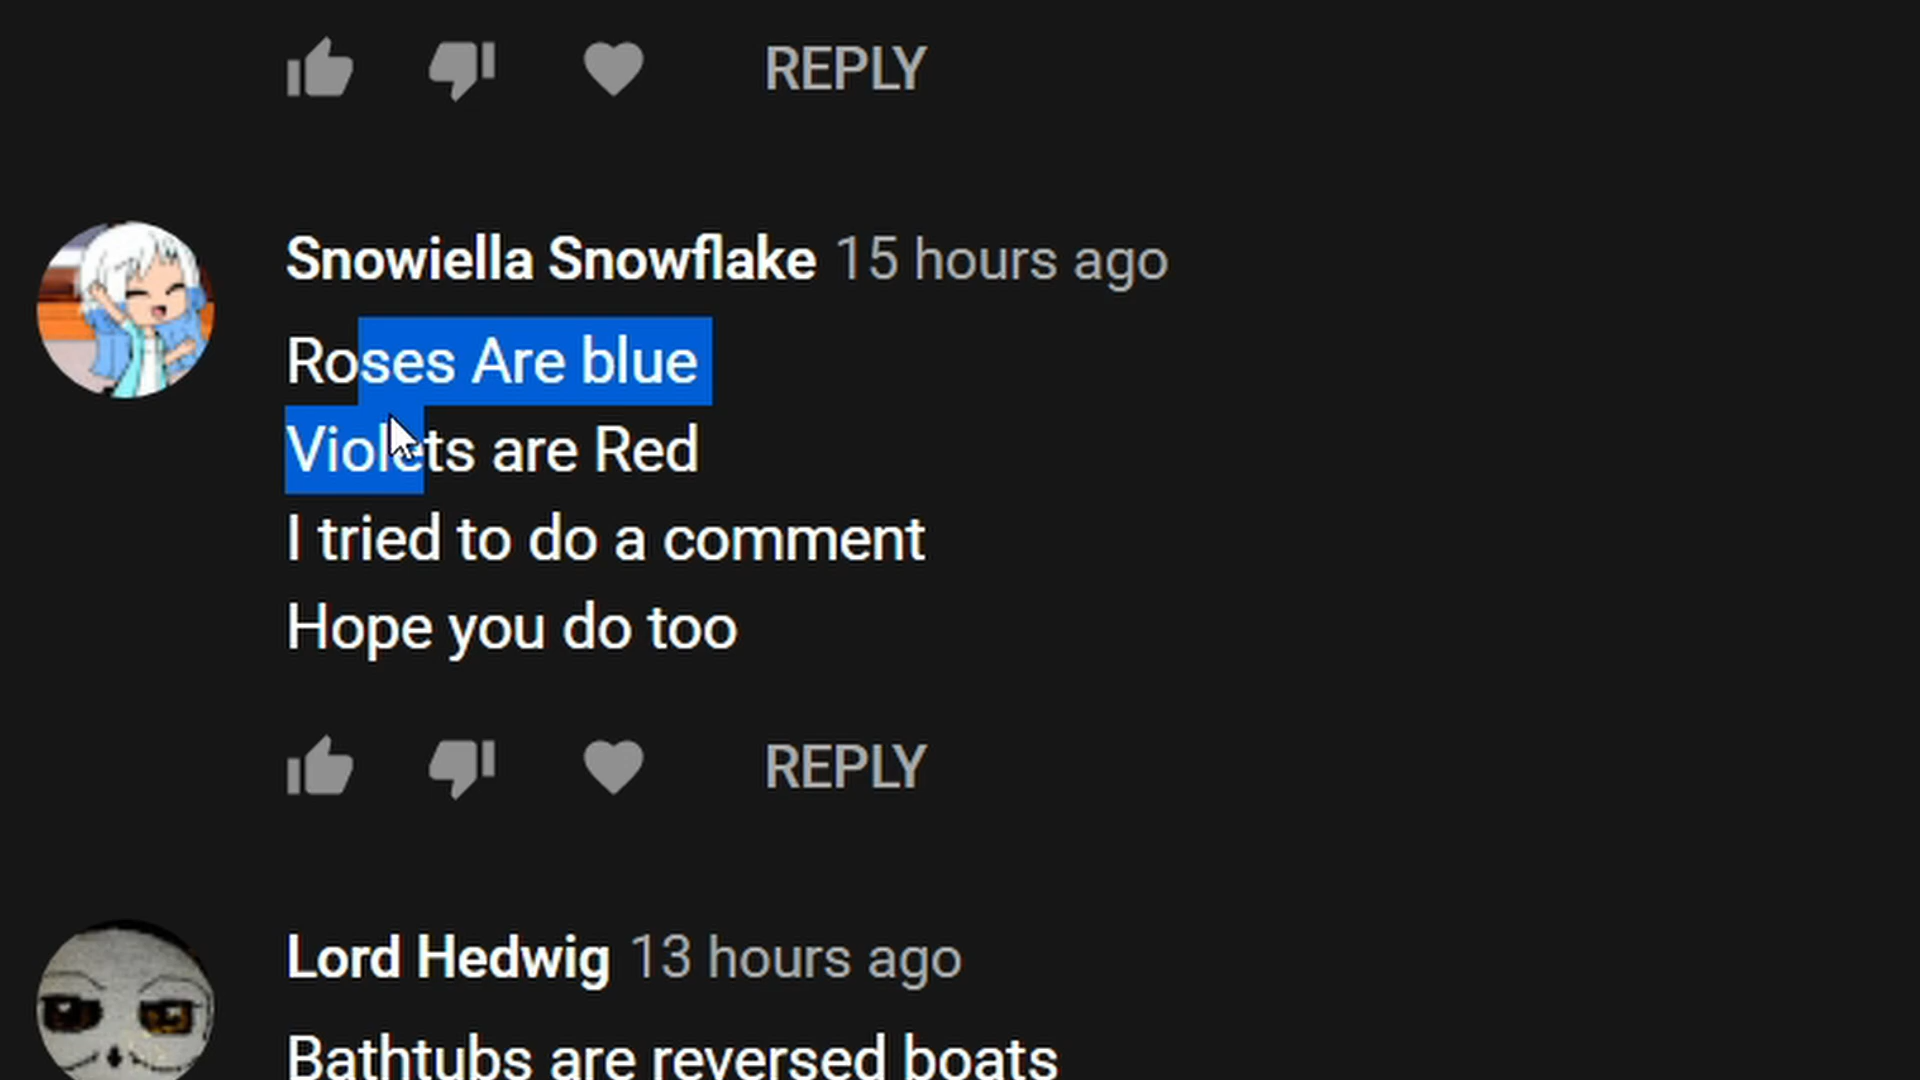 REPLY
Snowiella Snowflake 15 hours ago
Roses Are blue
Violets are Red
I tried to do a comment
Hope you do too
REPLY
Lord Hedwig 13 hours ago
Bathtubs are reversed boats